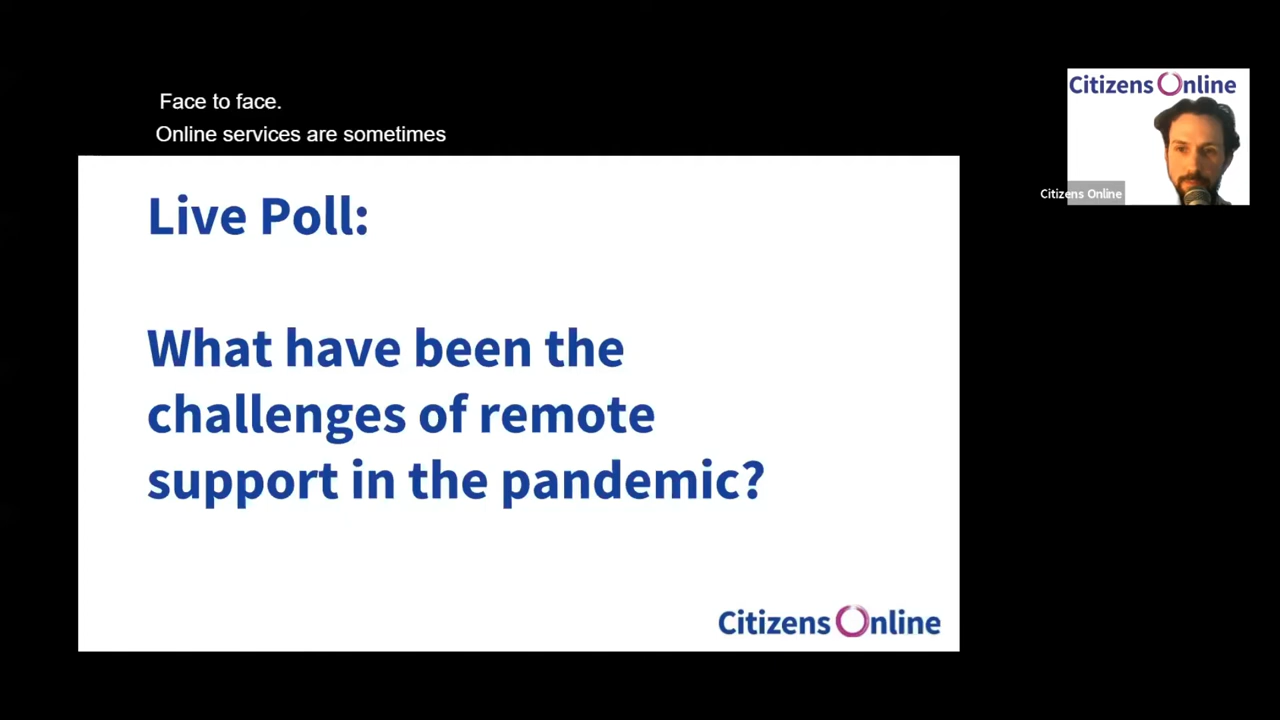 Face to face.
Online services are sometimes
Citizens Online
Citizens Online
Live Poll:
What have been the
challenges of remote
support in the pandemic?
Citizens Online